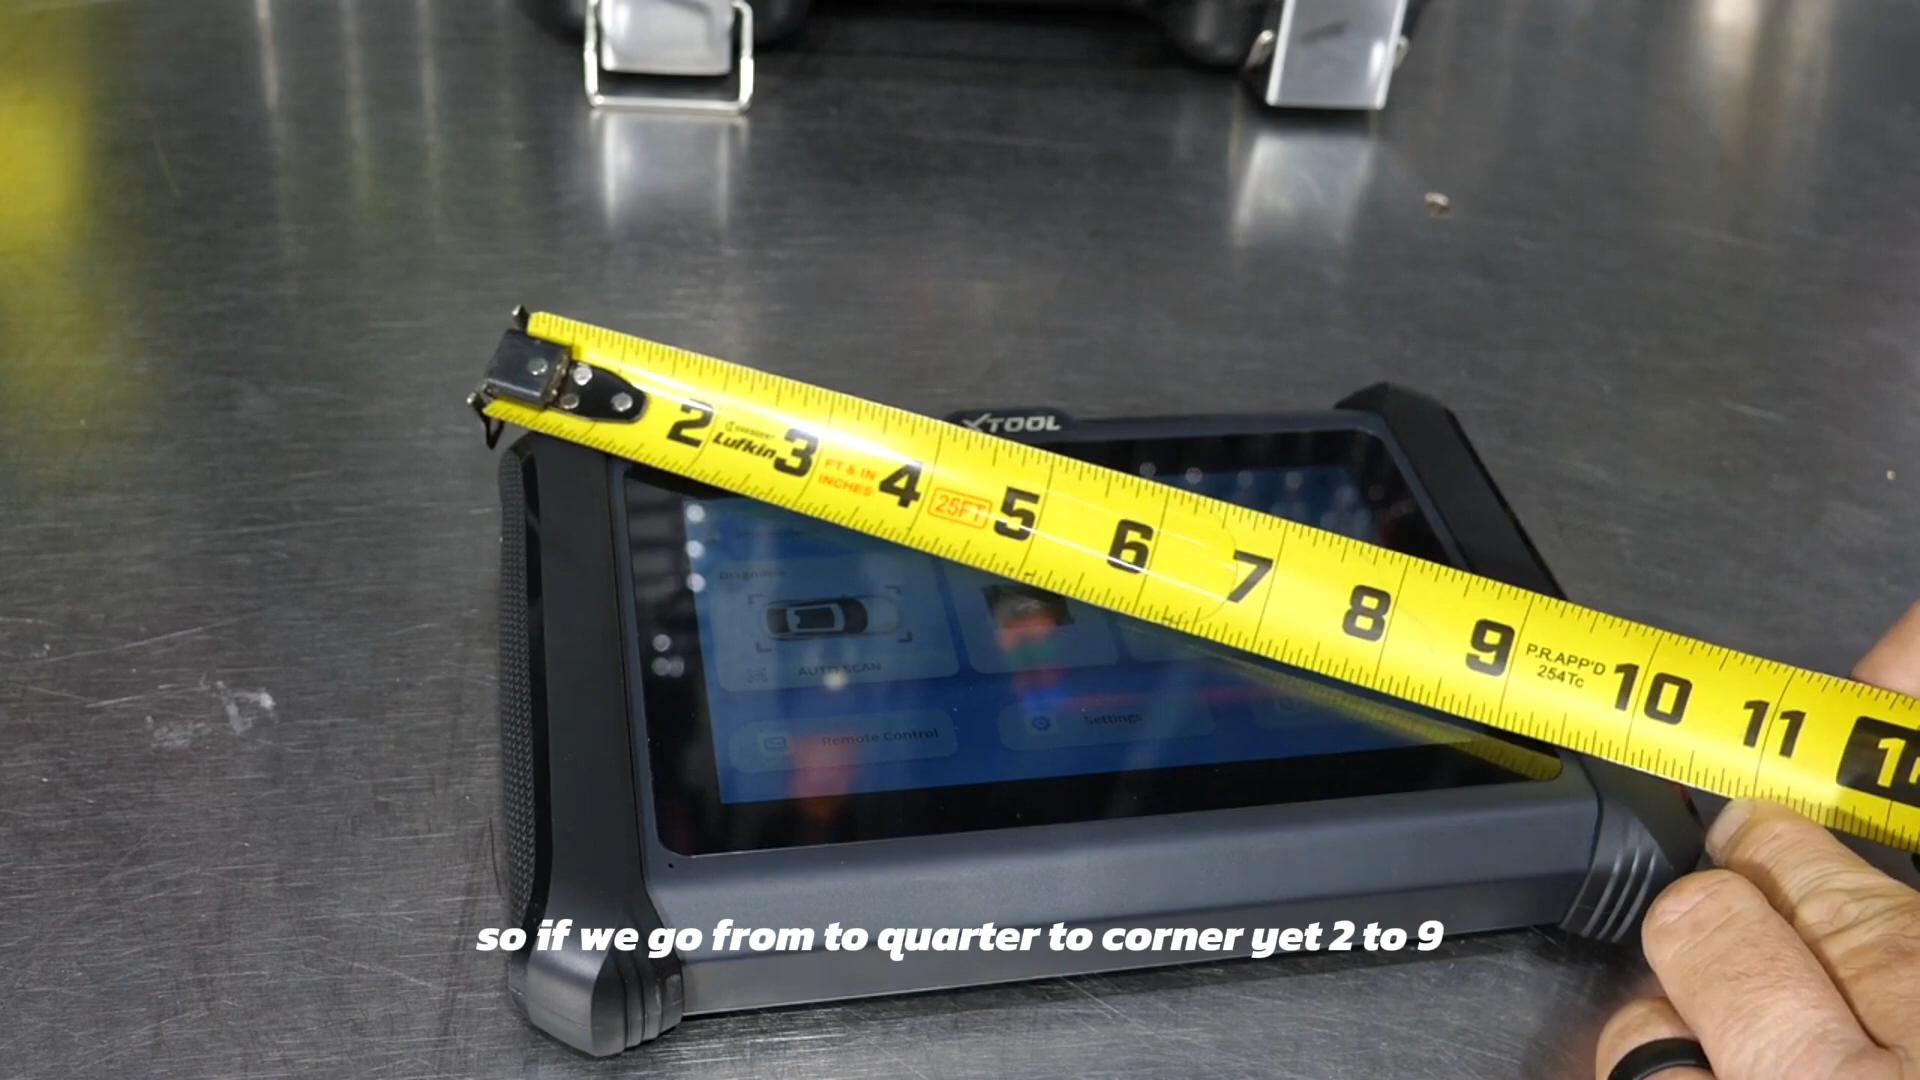 XTOOL
2 Lufkin 3 FT & IN 4 25FT 5 6 7 8 9 P.R.APP'D 10 11
INCHES
254Tc
Diagnosis
AUTO SCAN
Remote Control
Settings
so if we go from to quarter to corner yet 2 to 9